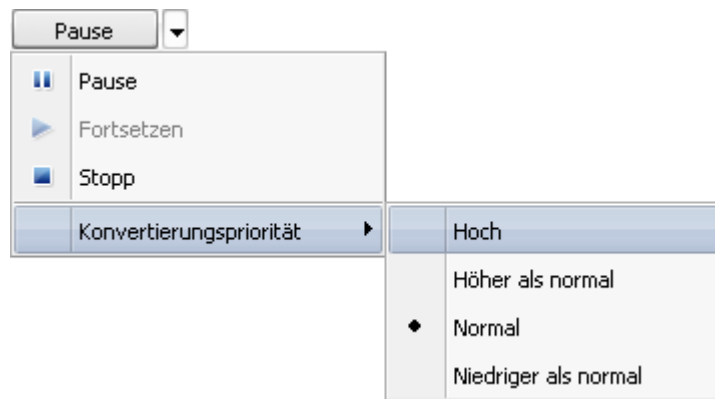 Pause
Pause
Fortsetzen
Stopp
Konvertierungspriorität
Hoch
Höher als normal
Normal
Niedriger als normal